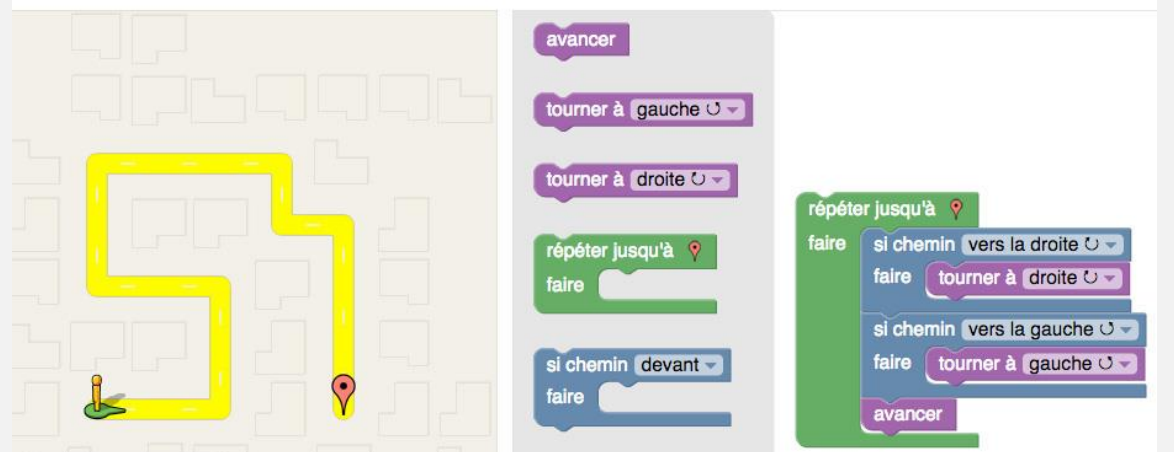 avancer
tourner à gauche ↺
tourner à droite ↻
répéter jusqu'à
faire
si chemin devant
faire
répéter jusqu'à
faire si chemin vers la droite ↻
faire tourner à droite ↻
si chemin vers la gauche ↺
faire tourner à gauche ↺
avancer